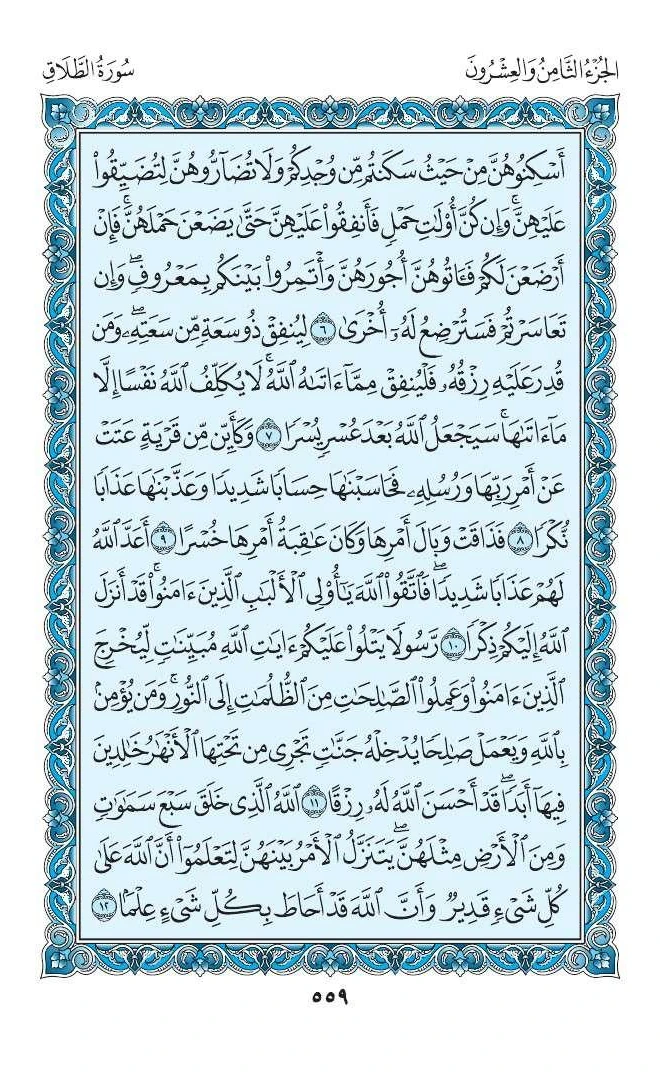 الجُزْءُ الثَّامِنُ وَالعِشْرُونَ
سُورَةُ الطَّلَاقِ
أَسۡكِنُوهُنَّ مِنۡ حَيۡثُ سَكَنتُم مِّن وُجۡدِكُمۡ وَلَا تُضَآرُّوهُنَّ لِتُضَيِّقُواْ
عَلَيۡهِنَّۚ وَإِن كُنَّ أُوْلَٰتِ حَمۡلٖ فَأَنفِقُواْ عَلَيۡهِنَّ حَتَّىٰ يَضَعۡنَ حَمۡلَهُنَّۚ فَإِنۡ
أَرۡضَعۡنَ لَكُمۡ فَـَٔاتُوهُنَّ أُجُورَهُنَّ وَأۡتَمِرُواْ بَيۡنَكُم بِمَعۡرُوفٖۖ وَإِن
تَعَاسَرۡتُمۡ فَسَتُرۡضِعُ لَهُۥٓ أُخۡرَىٰ ٦ لِيُنفِقۡ ذُو سَعَةٖ مِّن سَعَتِهِۦۖ وَمَن
قُدِرَ عَلَيۡهِ رِزۡقُهُۥ فَلۡيُنفِقۡ مِمَّآ ءَاتَىٰهُ ٱللَّهُۚ لَا يُكَلِّفُ ٱللَّهُ نَفۡسًا إِلَّا
مَآ ءَاتَىٰهَاۚ سَيَجۡعَلُ ٱللَّهُ بَعۡدَ عُسۡرٖ يُسۡرٗا ٧ وَكَأَيِّن مِّن قَرۡيَةٍ عَتَتۡ
عَنۡ أَمۡرِ رَبِّهَا وَرُسُلِهِۦ فَحَاسَبۡنَٰهَا حِسَابٗا شَدِيدٗا وَعَذَّبۡنَٰهَا عَذَابٗا
نُّكۡرٗا ٨ فَذَاقَتۡ وَبَالَ أَمۡرِهَا وَكَانَ عَٰقِبَةُ أَمۡرِهَا خُسۡرًا ٩ أَعَدَّ ٱللَّهُ
لَهُمۡ عَذَابٗا شَدِيدٗاۖ فَٱتَّقُواْ ٱللَّهَ يَٰٓأُوْلِي ٱلۡأَلۡبَٰبِ ٱلَّذِينَ ءَامَنُواْۚ قَدۡ أَنزَلَ
ٱللَّهُ إِلَيۡكُمۡ ذِكۡرٗا ١٠ رَّسُولٗا يَتۡلُواْ عَلَيۡكُمۡ ءَايَٰتِ ٱللَّهِ مُبَيِّنَٰتٖ لِّيُخۡرِجَ
ٱلَّذِينَ ءَامَنُواْ وَعَمِلُواْ ٱلصَّٰلِحَٰتِ مِنَ ٱلظُّلُمَٰتِ إِلَى ٱلنُّورِۚ وَمَن يُؤۡمِنۢ
بِٱللَّهِ وَيَعۡمَلۡ صَٰلِحٗا يُدۡخِلۡهُ جَنَّٰتٖ تَجۡرِي مِن تَحۡتِهَا ٱلۡأَنۡهَٰرُ خَٰلِدِينَ
فِيهَآ أَبَدٗاۖ قَدۡ أَحۡسَنَ ٱللَّهُ لَهُۥ رِزۡقًا ١١ ٱللَّهُ ٱلَّذِي خَلَقَ سَبۡعَ سَمَٰوَٰتٖ
وَمِنَ ٱلۡأَرۡضِ مِثۡلَهُنَّۖ يَتَنَزَّلُ ٱلۡأَمۡرُ بَيۡنَهُنَّ لِتَعۡلَمُوٓاْ أَنَّ ٱللَّهَ عَلَىٰ
كُلِّ شَيۡءٖ قَدِيرٞ وَأَنَّ ٱللَّهَ قَدۡ أَحَاطَ بِكُلِّ شَيۡءٍ عِلۡمَۢا ١٢
٥٥٩